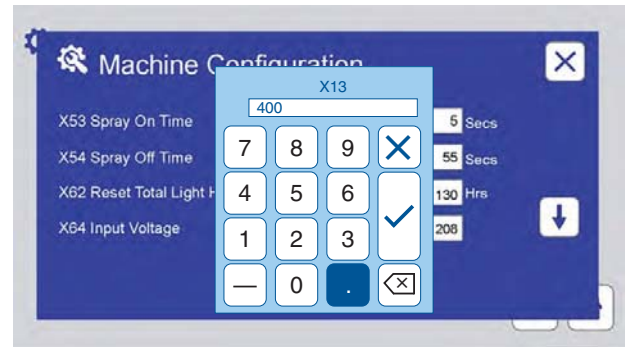 Machine Configuration
X13
400
X53 Spray On Time
5 Secs
7 8 9
X54 Spray Off Time
55 Secs
X62 Reset Total Light
4 5 6
130 Hrs
X64 Input Voltage
208
1 2 3
— 0 .